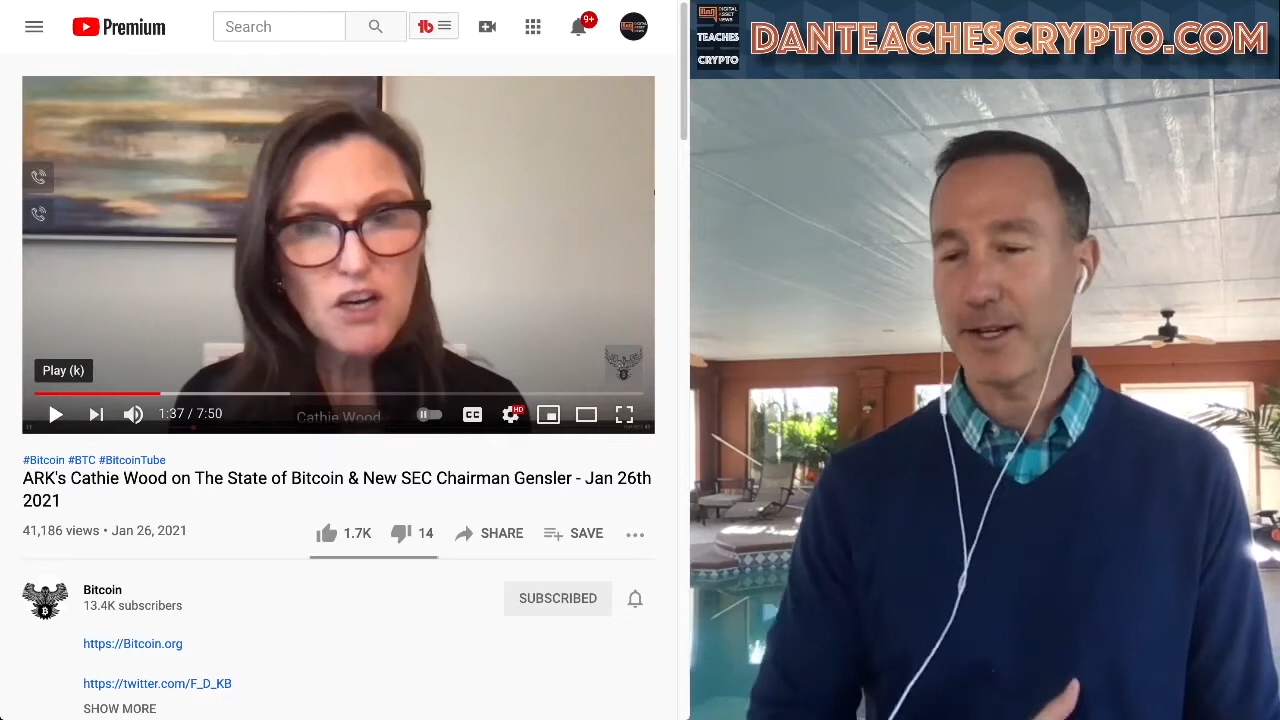 Premium
Search
9+
DIGITAL
ASSET
NEWS
TEACHES
CRYPTO
DANTEACHESCRYPTO.COM
Play (k)
1:37 / 7:50
Cathie Wood
CC
HD
#Bitcoin #BTC #BitcoinTube
ARK's Cathie Wood on The State of Bitcoin & New SEC Chairman Gensler - Jan 26th
2021
41,186 views • Jan 26, 2021
1.7K
14
SHARE
SAVE
Bitcoin
13.4K subscribers
SUBSCRIBED
https://Bitcoin.org
https://twitter.com/F_D_KB
SHOW MORE